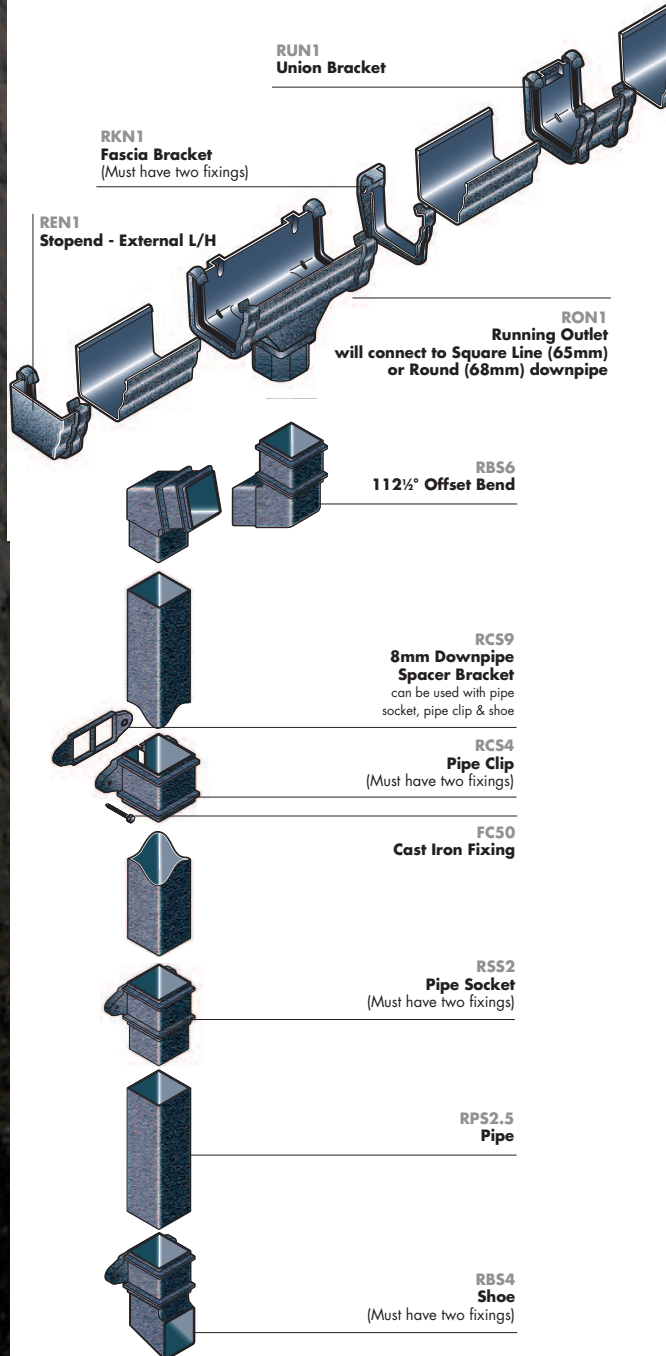 RUN1
Union Bracket
RKN1
Fascia Bracket
(Must have two fixings)
REN1
Stopend - External L/H
RON1
Running Outlet
will connect to Square Line (65mm)
or Round (68mm) downpipe
RBS6
112½° Offset Bend
RCS9
8mm Downpipe
Spacer Bracket
can be used with pipe
socket, pipe clip & shoe
RCS4
Pipe Clip
(Must have two fixings)
FC50
Cast Iron Fixing
RSS2
Pipe Socket
(Must have two fixings)
RPS2.5
Pipe
RBS4
Shoe
(Must have two fixings)